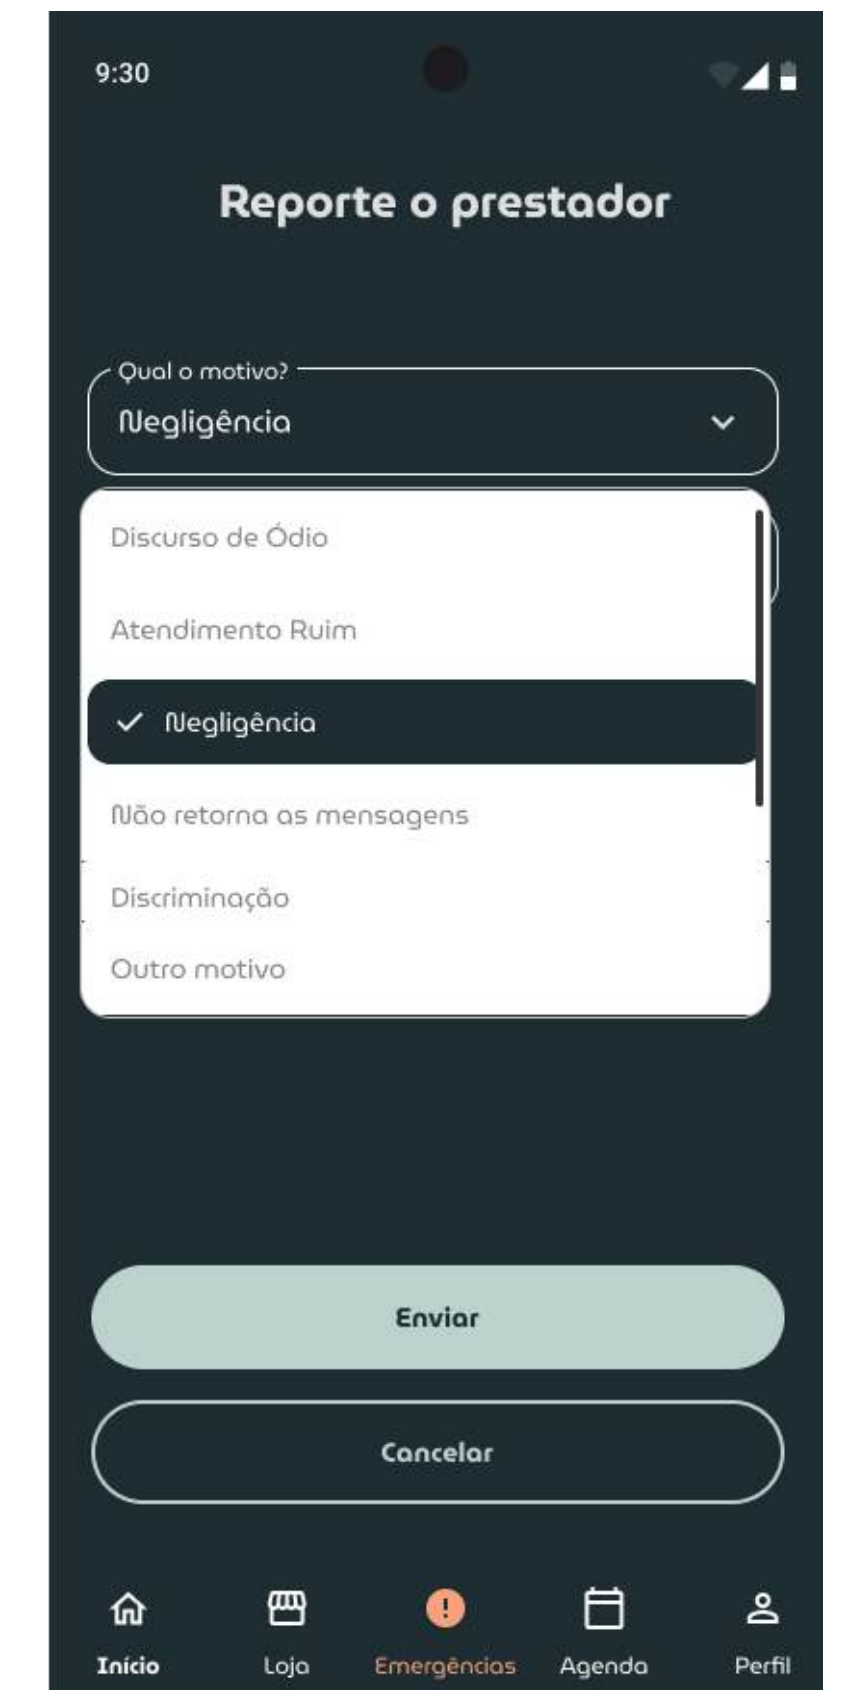 9:30
Reporte o prestador
Qual o motivo?
Negligência
Discurso de Ódio
Atendimento Ruim
Negligência
Não retorna as mensagens
Discriminação
Outro motivo
Enviar
Cancelar
Início Loja Emergências Agenda Perfil